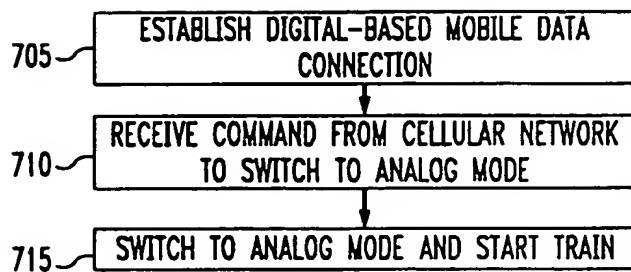 705
ESTABLISH DIGITAL-BASED MOBILE DATA
CONNECTION
710
RECEIVE COMMAND FROM CELLULAR NETWORK
TO SWITCH TO ANALOG MODE
715
SWITCH TO ANALOG MODE AND START TRAIN